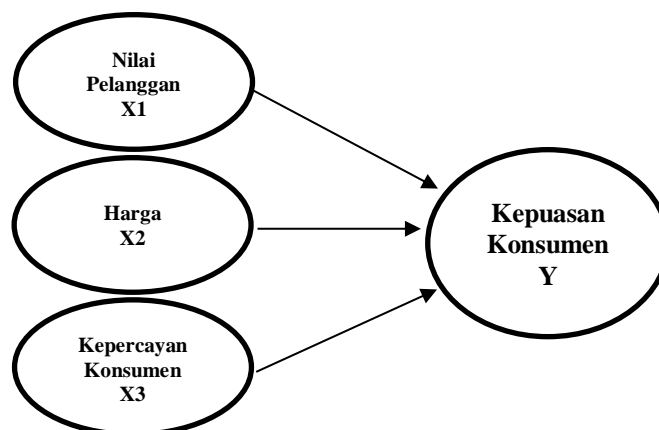 Nilai
Pelanggan
X1
Harga
X2
Kepercayan
Konsumen
X3
Kepuasan
Konsumen
Y